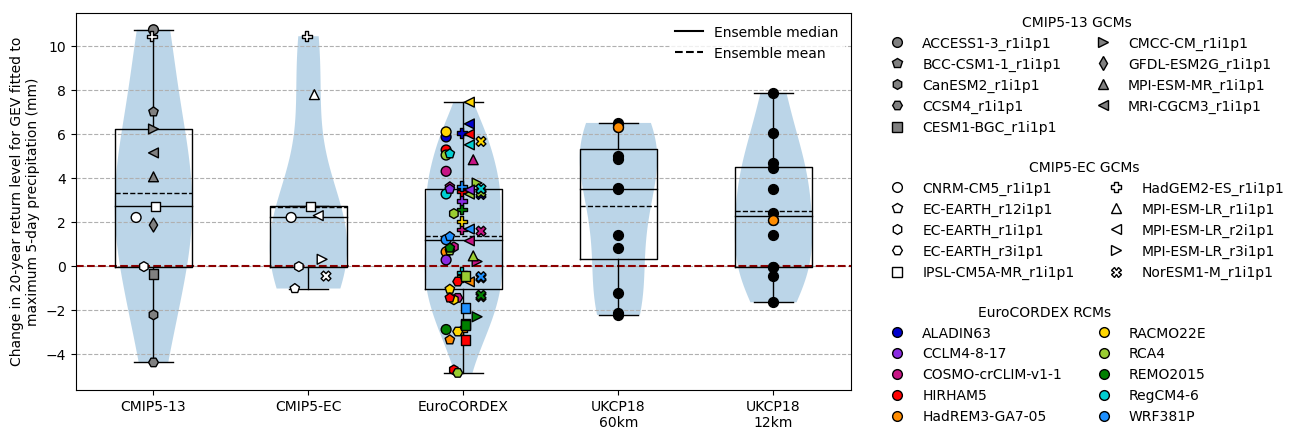 Change in 20-year return level for GEV fitted to
maximum 5-day precipitation (mm)
10
8
6
4
2
0
−2
−4
Ensemble median
Ensemble mean
CMIP5-13
CMIP5-EC
EuroCORDEX
UKCP18
60km
UKCP18
12km
CMIP5-13 GCMs
ACCESS1-3_r1i1p1
BCC-CSM1-1_r1i1p1
CanESM2_r1i1p1
CCSM4_r1i1p1
CESM1-BGC_r1i1p1
CMCC-CM_r1i1p1
GFDL-ESM2G_r1i1p1
MPI-ESM-MR_r1i1p1
MRI-CGCM3_r1i1p1
CMIP5-EC GCMs
CNRM-CM5_r1i1p1
EC-EARTH_r12i1p1
EC-EARTH_r1i1p1
EC-EARTH_r3i1p1
IPSL-CM5A-MR_r1i1p1
HadGEM2-ES_r1i1p1
MPI-ESM-LR_r1i1p1
MPI-ESM-LR_r2i1p1
MPI-ESM-LR_r3i1p1
NorESM1-M_r1i1p1
EuroCORDEX RCMs
ALADIN63
CCLM4-8-17
COSMO-crCLIM-v1-1
HIRHAM5
HadREM3-GA7-05
RACMO22E
RCA4
REMO2015
RegCM4-6
WRF381P